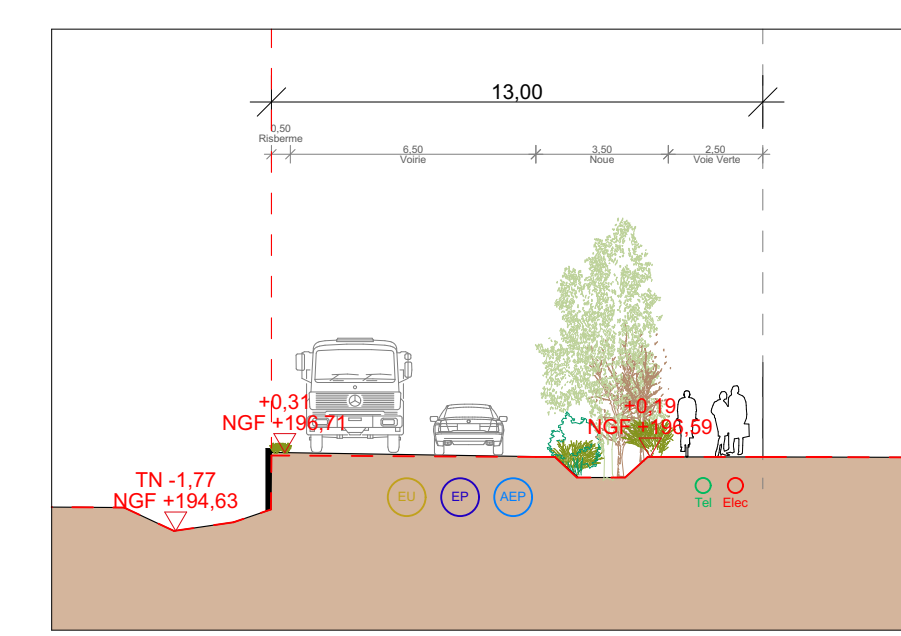 13,00
0,50
Risberme
6,50
Voirie
3,50
Noue
2,50
Voie Verte
+0,31
NGF +196,71
+0,19
NGF +196,59
TN -1,77
NGF +194,63
EU
EP
AEP
Tel
Elec